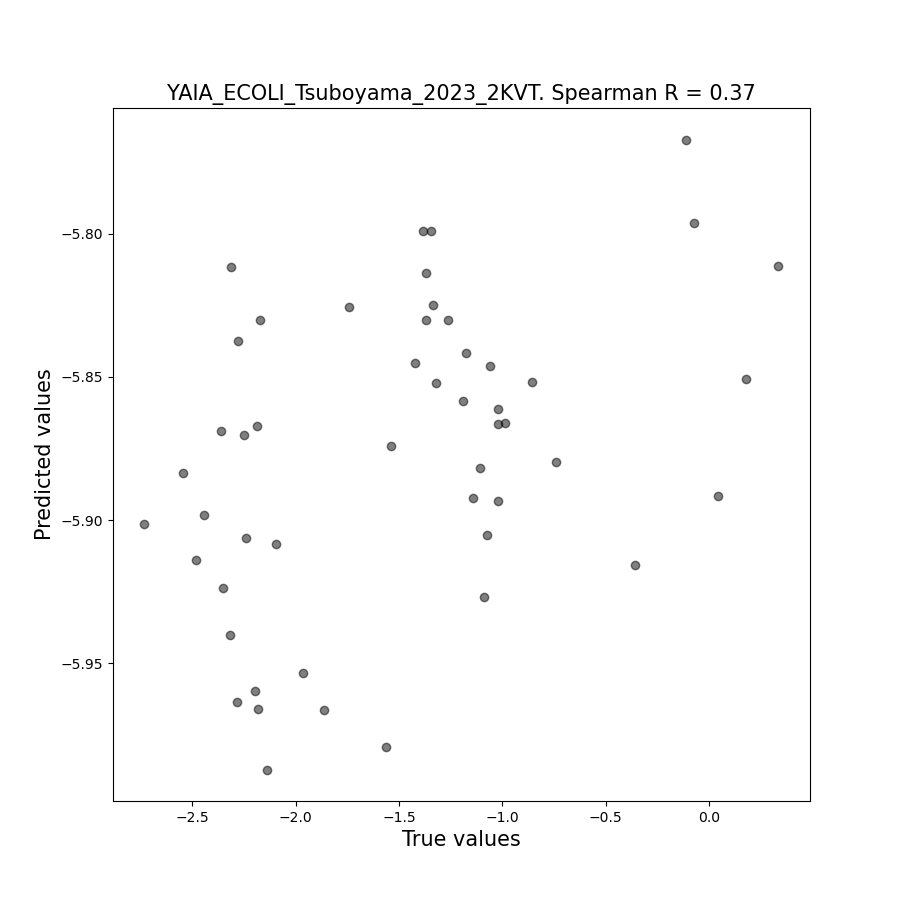 YAIA_ECOLI_Tsuboyama_2023_2KVT. Spearman R = 0.37
Predicted values
−5.80
−5.85
−5.90
−5.95
−2.5 −2.0 −1.5 −1.0 −0.5 0.0
True values